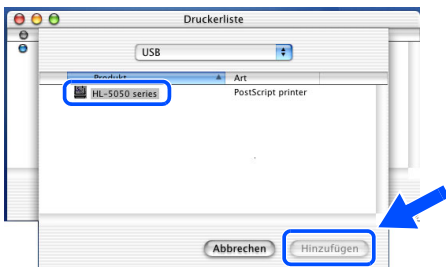 Druckerliste
USB
Produkt Art
HL-5050 series PostScript printer
Abbrechen Hinzufügen